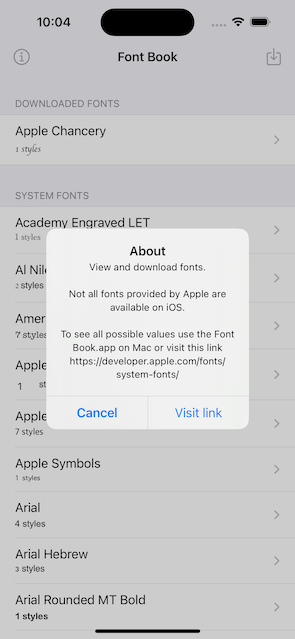 10:04
Font Book
DOWNLOADED FONTS
Apple Chancery
1 styles
SYSTEM FONTS
Academy Engraved LET
1 styles
Al Nile
2 styles
About
View and download fonts.
Not all fonts provided by Apple are
available on iOS.
To see all possible values use the Font
Book.app on Mac or visit this link
https://developer.apple.com/fonts/
system-fonts/
Cancel
Visit link
Amer
7 styles
Apple
1 st
Apple
7 styles
Apple Symbols
1 styles
Arial
4 styles
Arial Hebrew
3 styles
Arial Rounded MT Bold
1 styles